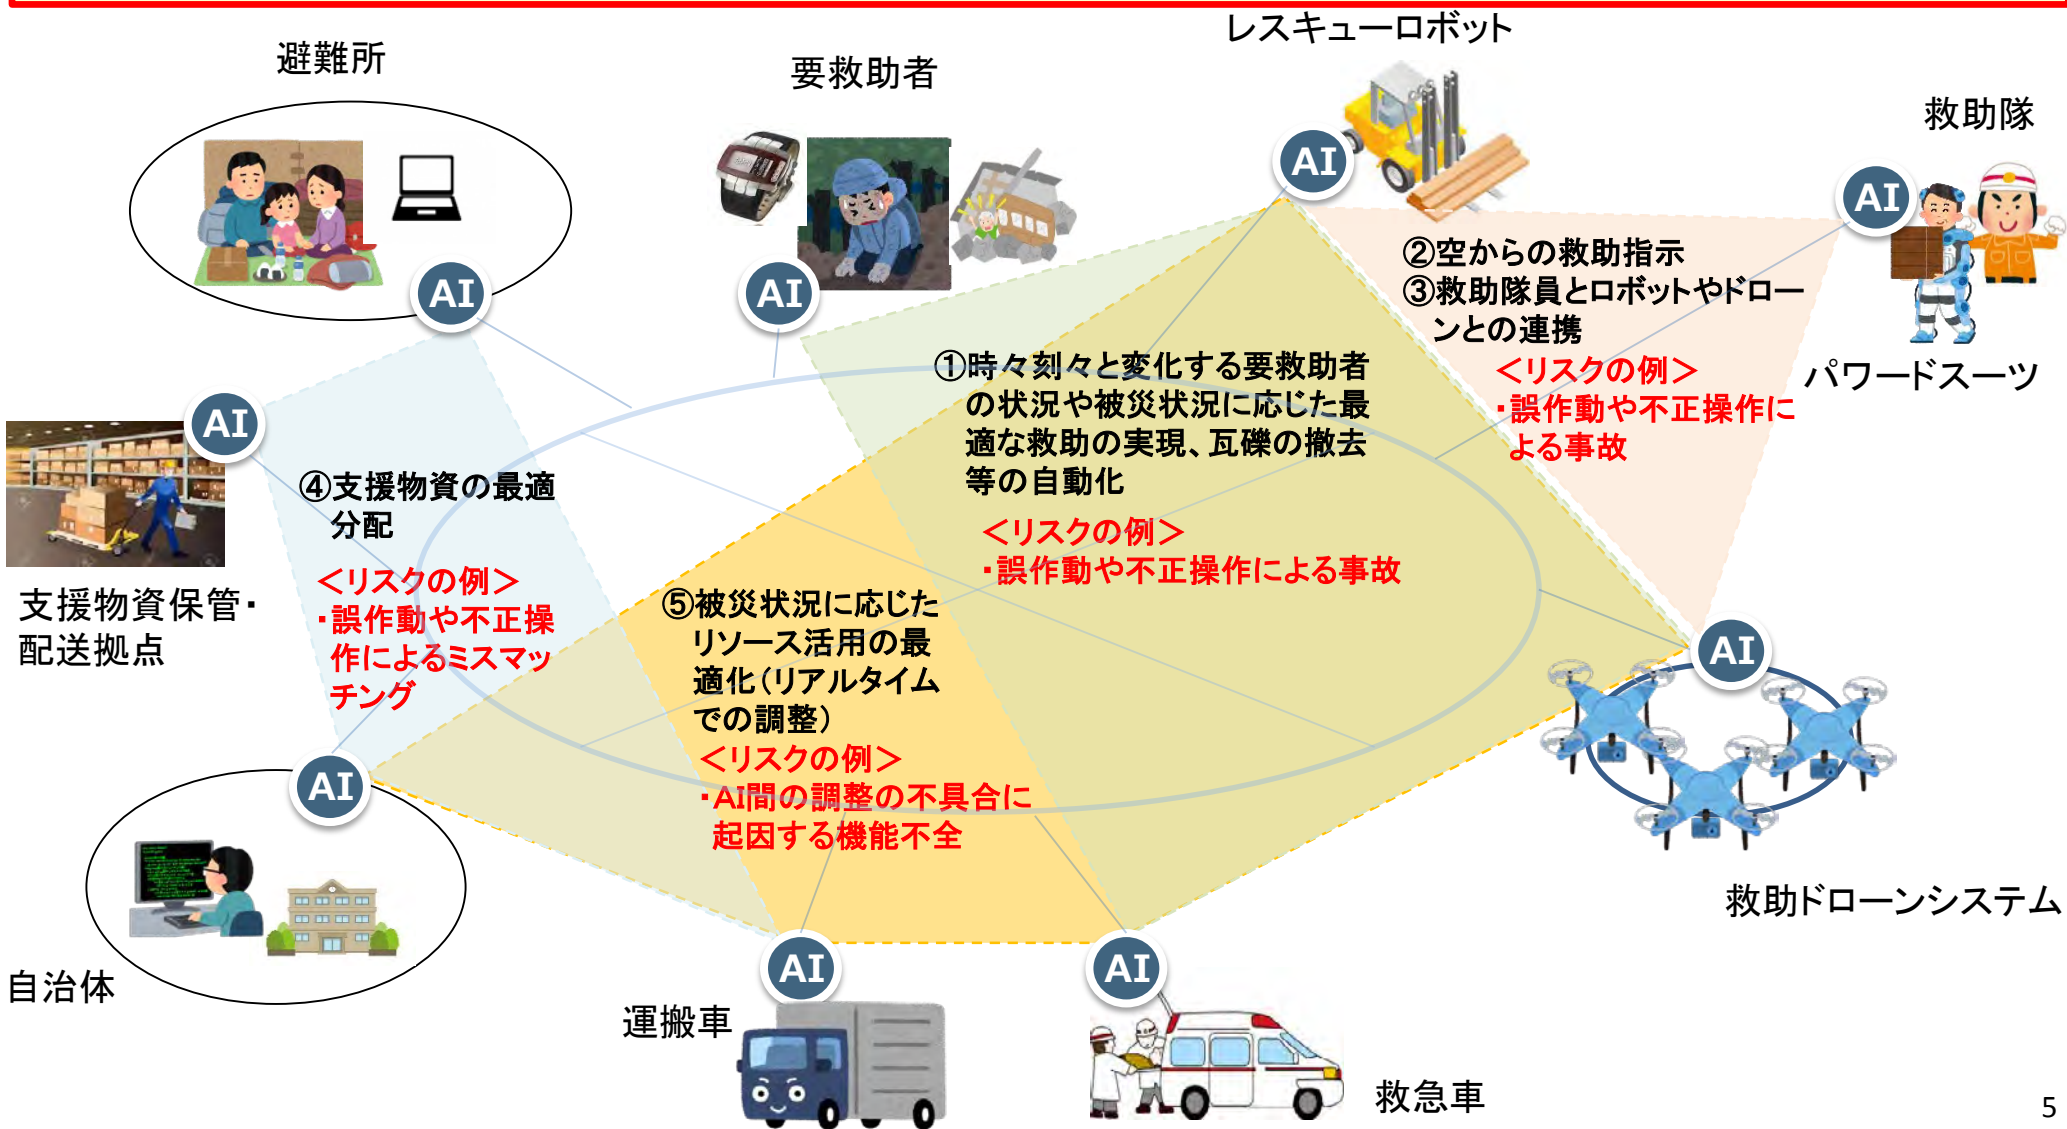 避難所
要救助者
レスキューロボット
救助隊
AI
AI
AI
AI
②空からの救助指示
③救助隊員とロボットやドロー
ンとの連携
<リスクの例>
・誤作動や不正操作に
よる事故
パワードスーツ
①時々刻々と変化する要救助者
の状況や被災状況に応じた最
適な救助の実現、瓦礫の撤去
等の自動化
<リスクの例>
・誤作動や不正操作による事故
AI
支援物資保管・
配送拠点
④支援物資の最適
分配
<リスクの例>
・誤作動や不正操
作によるミスマッ
チング
⑤被災状況に応じた
リソース活用の最
適化(リアルタイム
での調整)
<リスクの例>
・AI間の調整の不具合に
起因する機能不全
AI
救助ドローンシステム
AI
自治体
AI
運搬車
AI
救急車
5